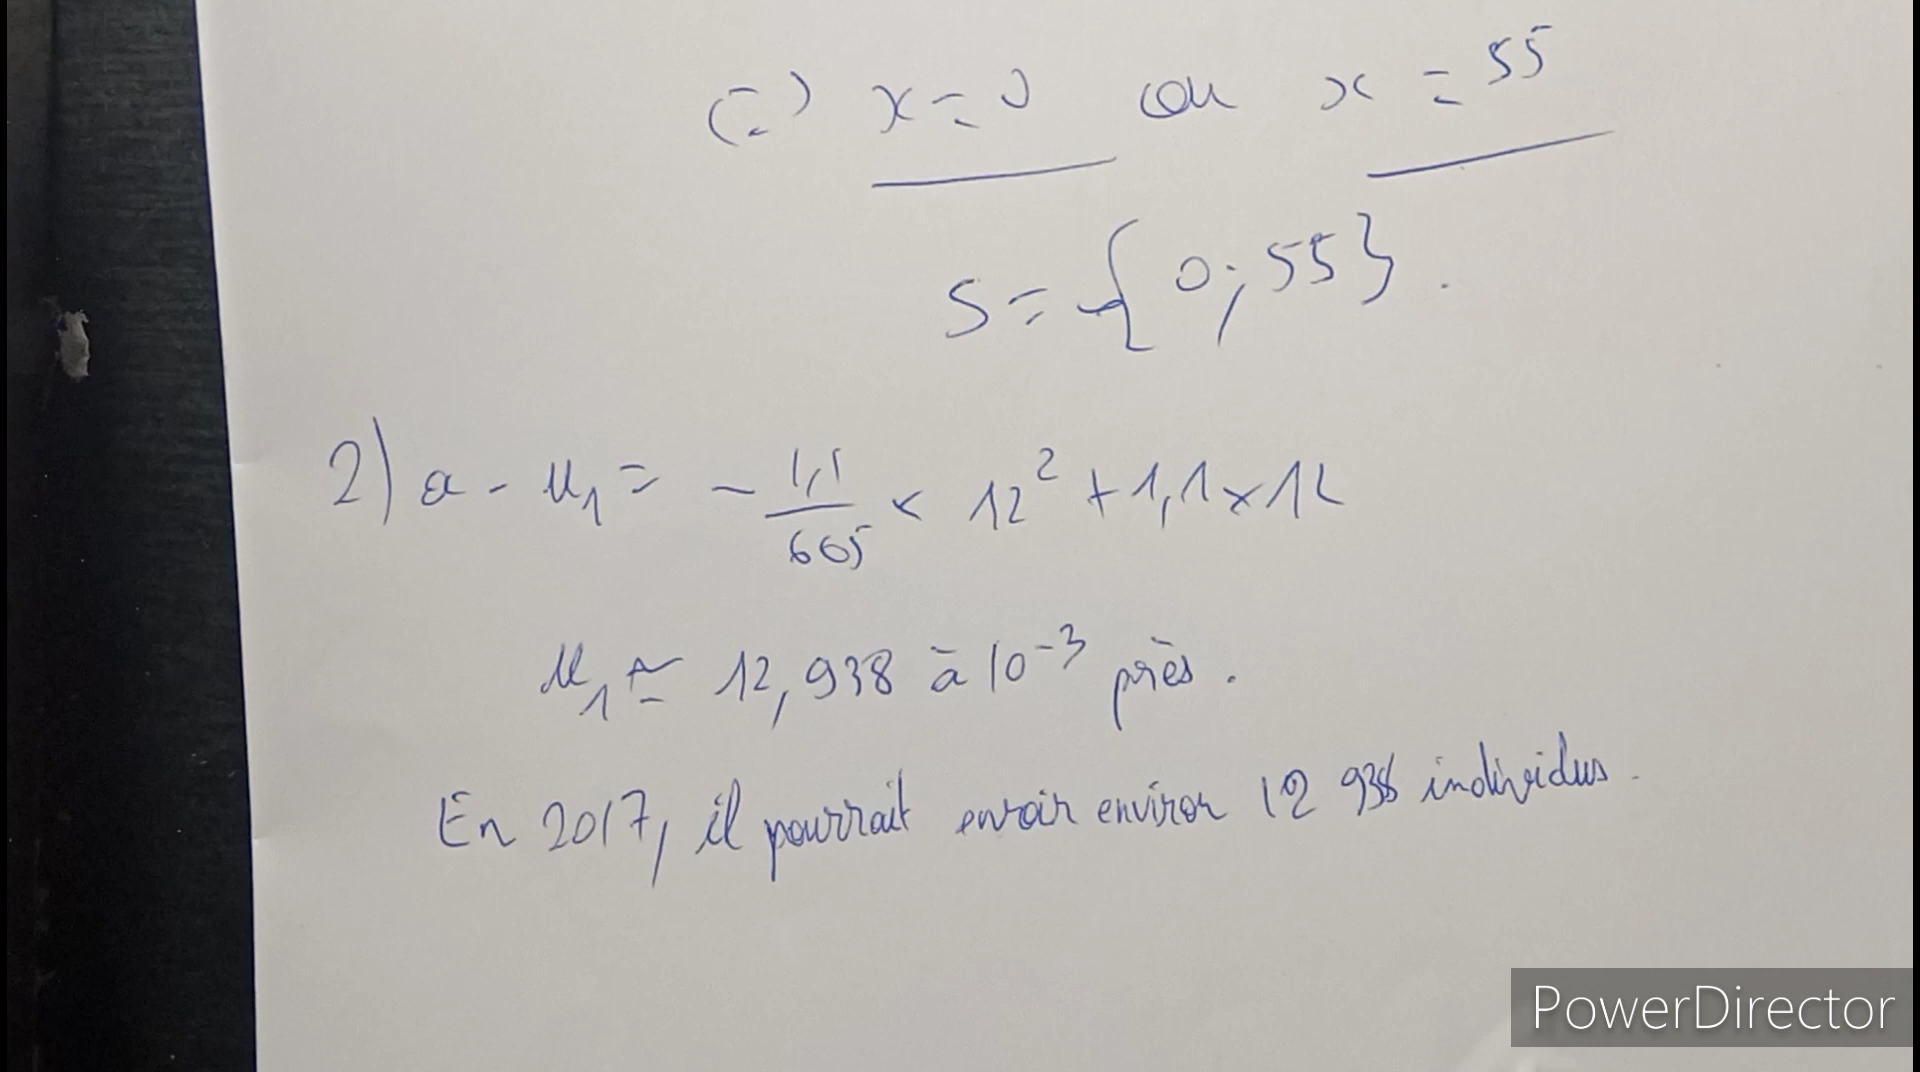 (=) x = 0 ou x = 55
S = {0 ; 55}.
2) a - u₁ = - 1,1/605 × 12² + 1,1 × 12
u₁ ≃ 12,938 à 10⁻³ près.
En 2017, il pourrait avoir environ 12 938 individus.
PowerDirector